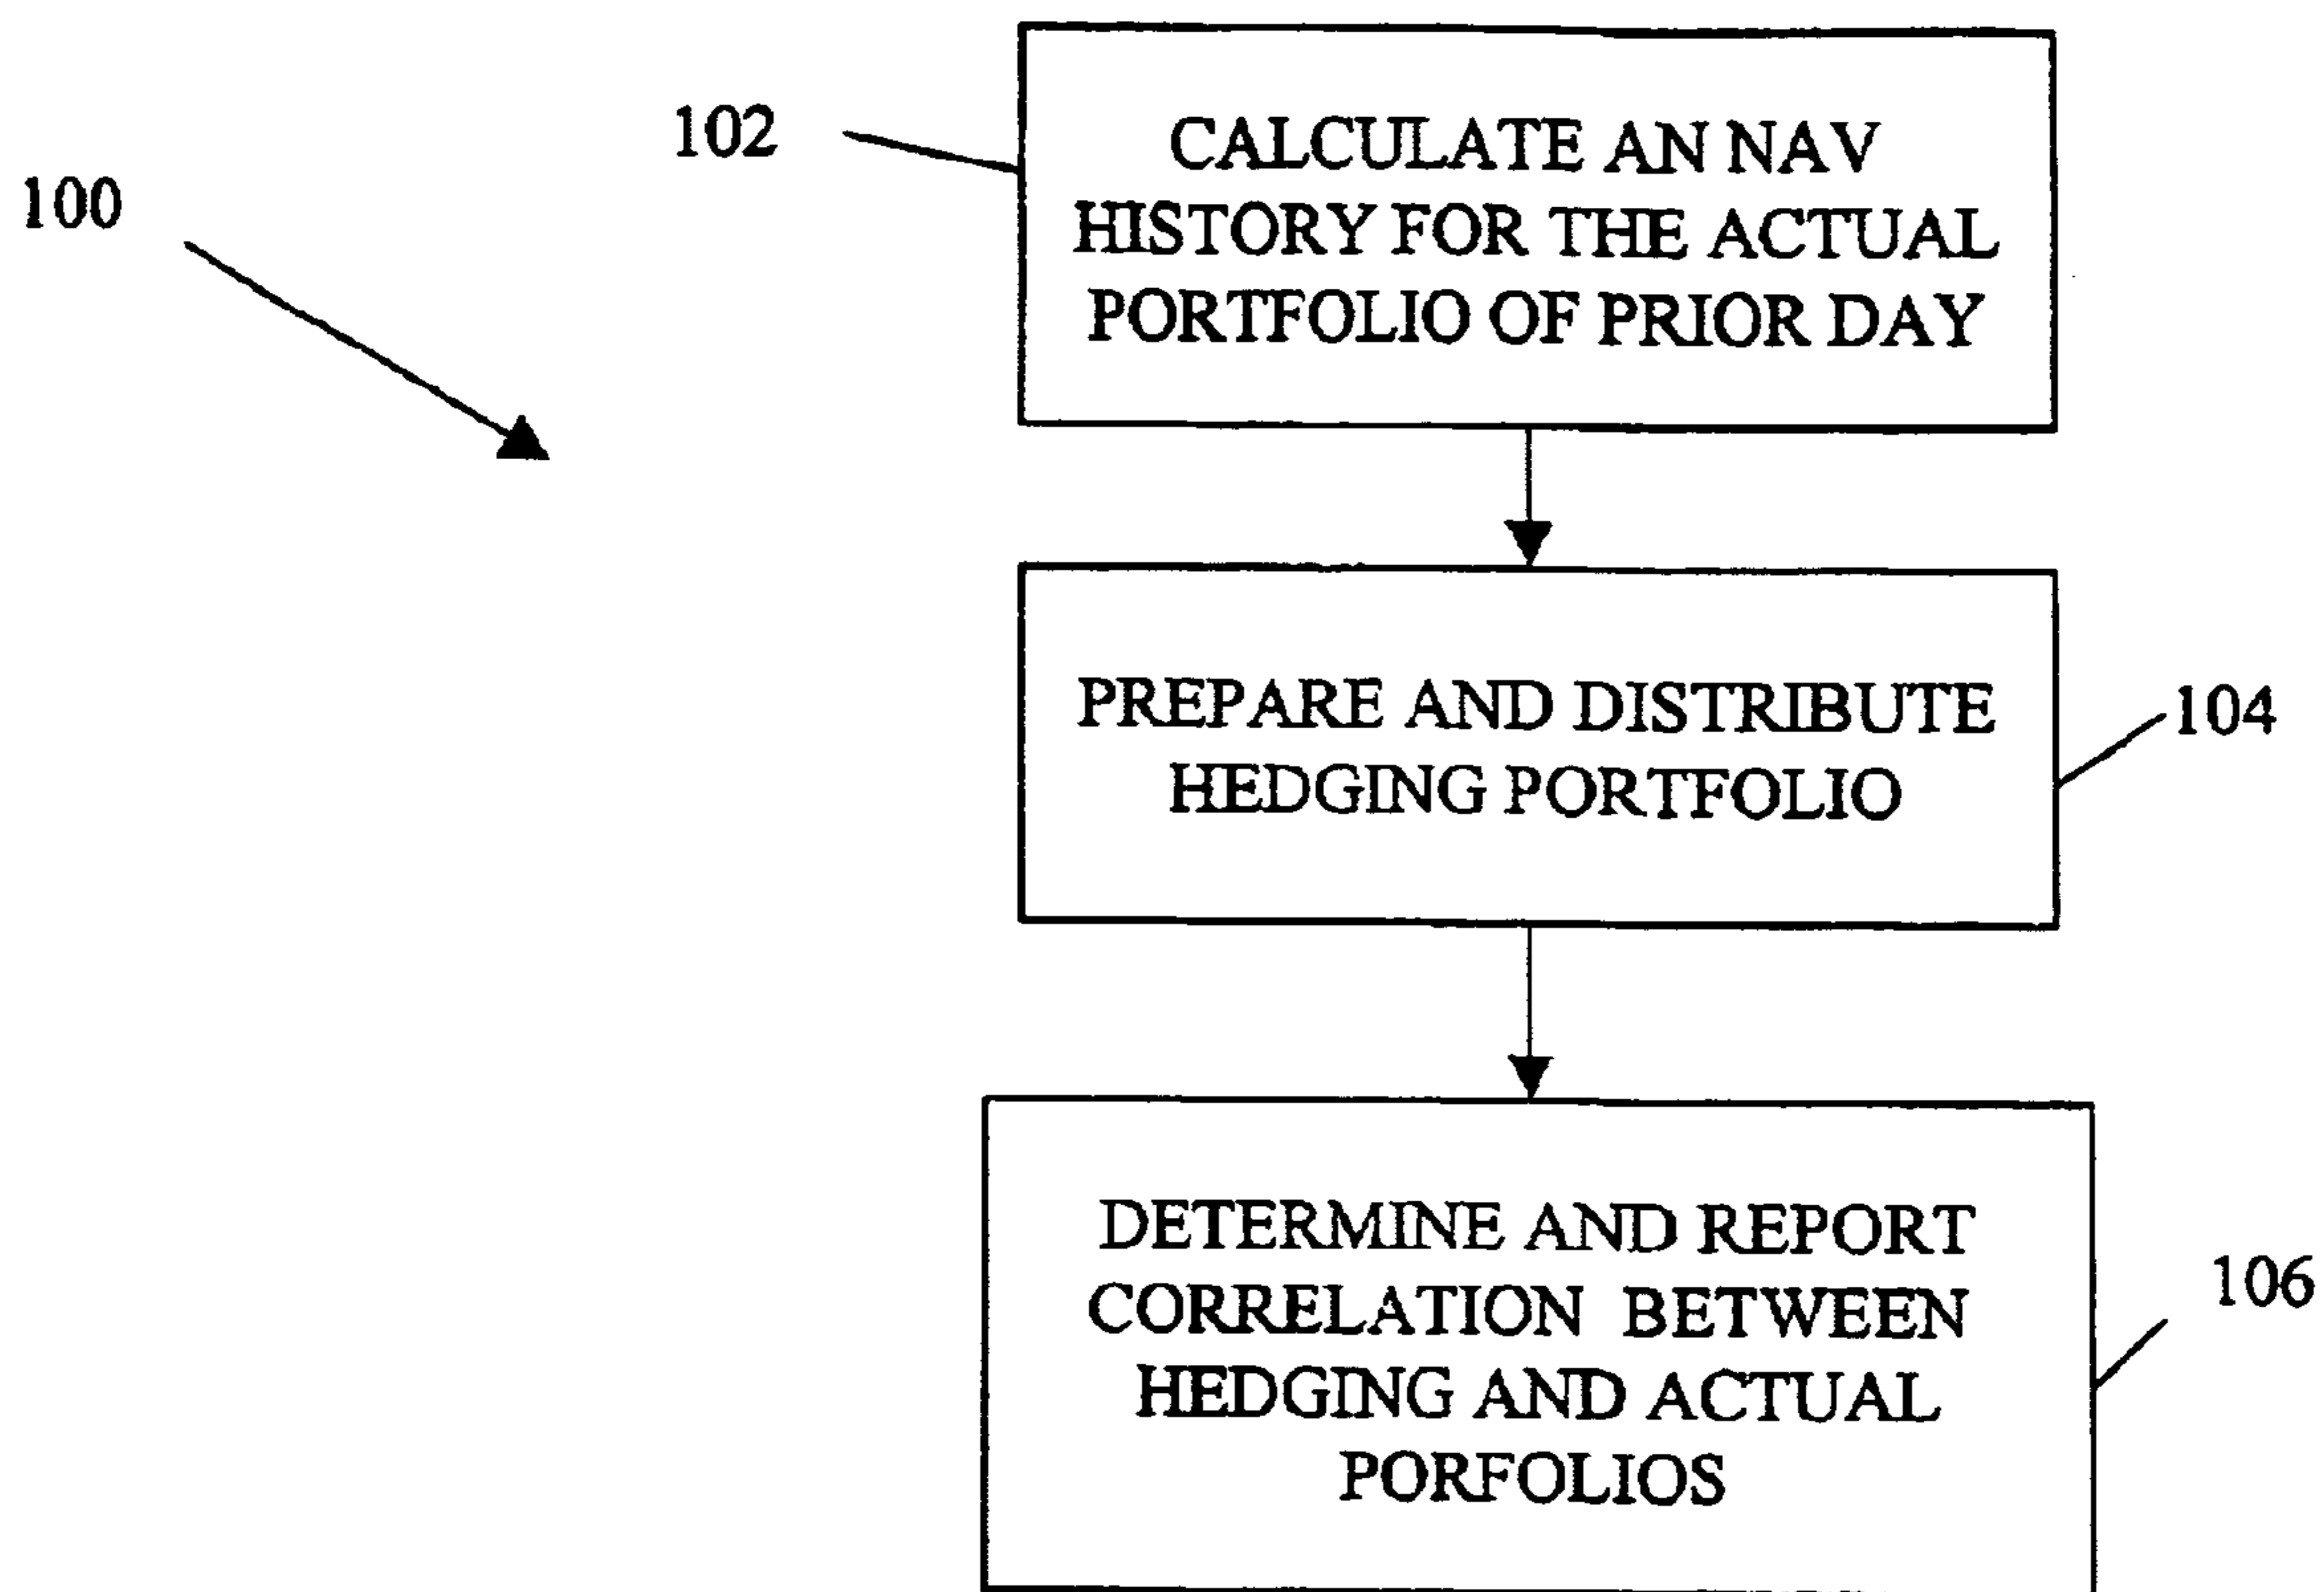 102
CALCULATE AN NAV
HISTORY FOR THE ACTUAL
PORTFOLIO OF PRIOR DAY
100
PREPARE AND DISTRIBUTE
HEDGING PORTFOLIO
104
DETERMINE AND REPORT
CORRELATION BETWEEN
HEDGING AND ACTUAL
PORFOLIOS
106